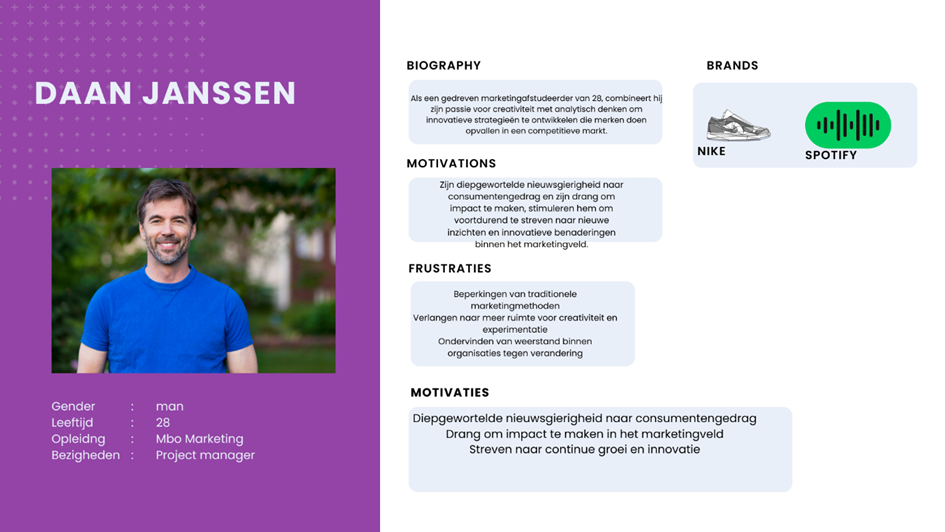 DAAN JANSSEN
Gender : man
Leeftijd : 28
Opleidng : Mbo Marketing
Bezigheden : Project manager
BIOGRAPHY
Als een gedreven marketingafstudeerder van 28, combineert hij
zijn passie voor creativiteit met analytisch denken om
innovatieve strategieën te ontwikkelen die merken doen
opvallen in een competitieve markt.
MOTIVATIONS
Zijn diepgewortelde nieuwsgierigheid naar
consumentengedrag en zijn drang om
impact te maken, stimuleren hem om
voortdurend te streven naar nieuwe
inzichten en innovatieve benaderingen
binnen het marketingveld.
FRUSTRATIES
Beperkingen van traditionele
marketingmethoden
Verlangen naar meer ruimte voor creativiteit en
experimentatie
Ondervinden van weerstand binnen
organisaties tegen verandering
MOTIVATIES
Diepgewortelde nieuwsgierigheid naar consumentengedrag
Drang om impact te maken in het marketingveld
Streven naar continue groei en innovatie
BRANDS
NIKE
SPOTIFY